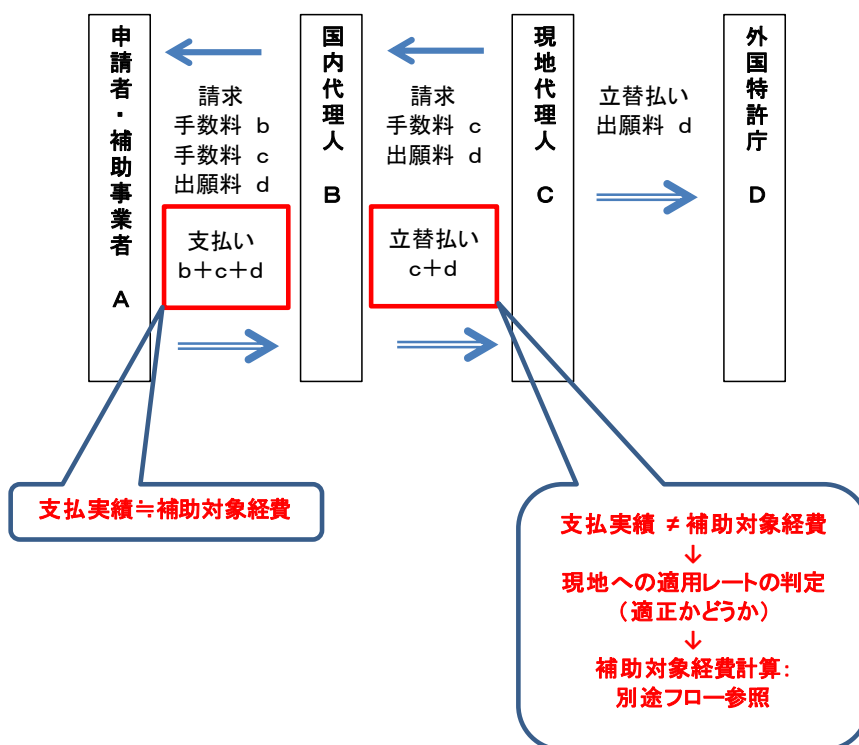 申請者・補助事業者 A
請求
手数料 b
手数料 c
出願料 d
支払い
b+c+d
国内代理人 B
請求
手数料 c
出願料 d
立替払い
c+d
現地代理人 C
立替払い
出願料 d
外国特許庁 D
支払実績≒補助対象経費
支払実績 ≠ 補助対象経費
↓
現地への適用レートの判定
(適正かどうか)
↓
補助対象経費計算:
別途フロー参照